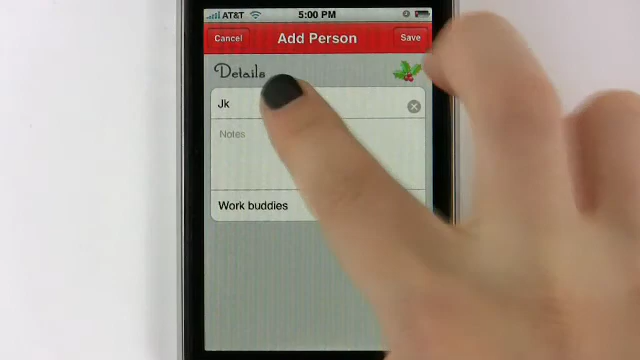 AT&T 5:00 PM
Cancel Add Person Save
Details
Jk
Notes
Work buddies